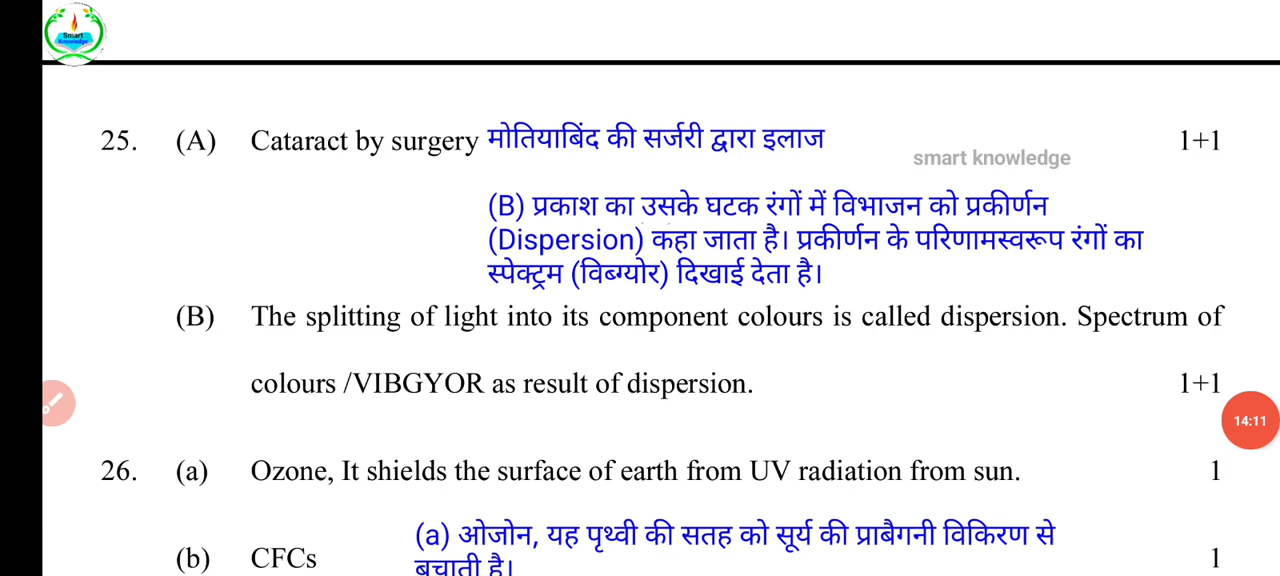 Smart
Knowledge
25. (A) Cataract by surgery मोतियाबिंद की सर्जरी द्वारा इलाज 1+1
smart knowledge
(B) प्रकाश का उसके घटक रंगों में विभाजन को प्रकीर्णन
(Dispersion) कहा जाता है। प्रकीर्णन के परिणामस्वरूप रंगों का
स्पेक्ट्रम (विब्ग्योर) दिखाई देता है।
(B) The splitting of light into its component colours is called dispersion. Spectrum of
colours /VIBGYOR as result of dispersion. 1+1
14:11
26. (a) Ozone, It shields the surface of earth from UV radiation from sun. 1
(a) ओजोन, यह पृथ्वी की सतह को सूर्य की प्राबैगनी विकिरण से
(b) CFCs 1
बचाती है।